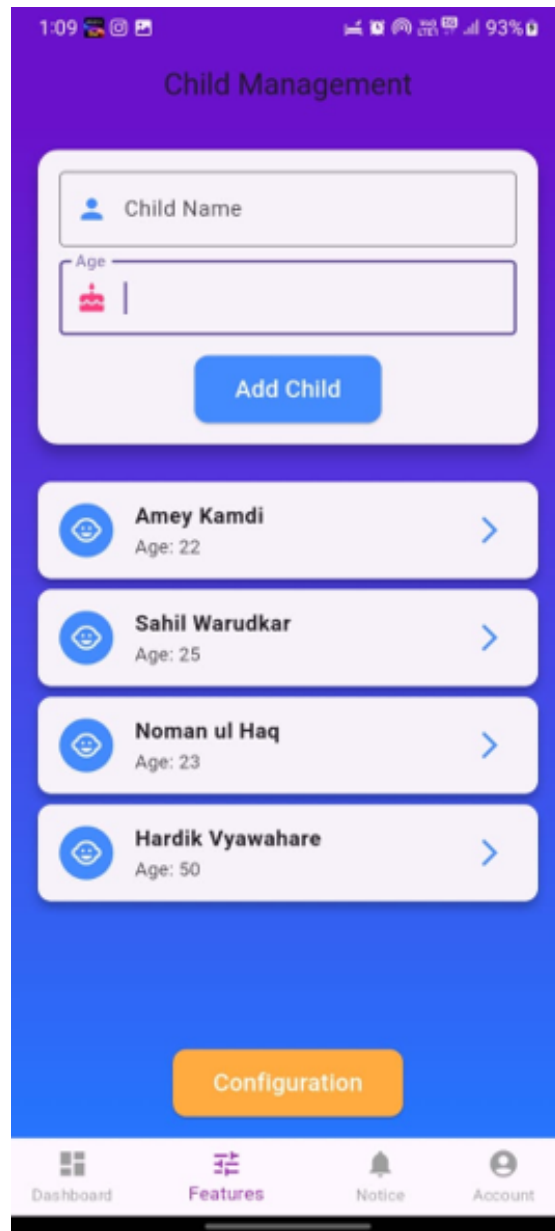 1:09 93%
Child Management
Child Name
Age
Add Child
Amey Kamdi
Age: 22
Sahil Warudkar
Age: 25
Noman ul Haq
Age: 23
Hardik Vyawahare
Age: 50
Configuration
Dashboard Features Notice Account